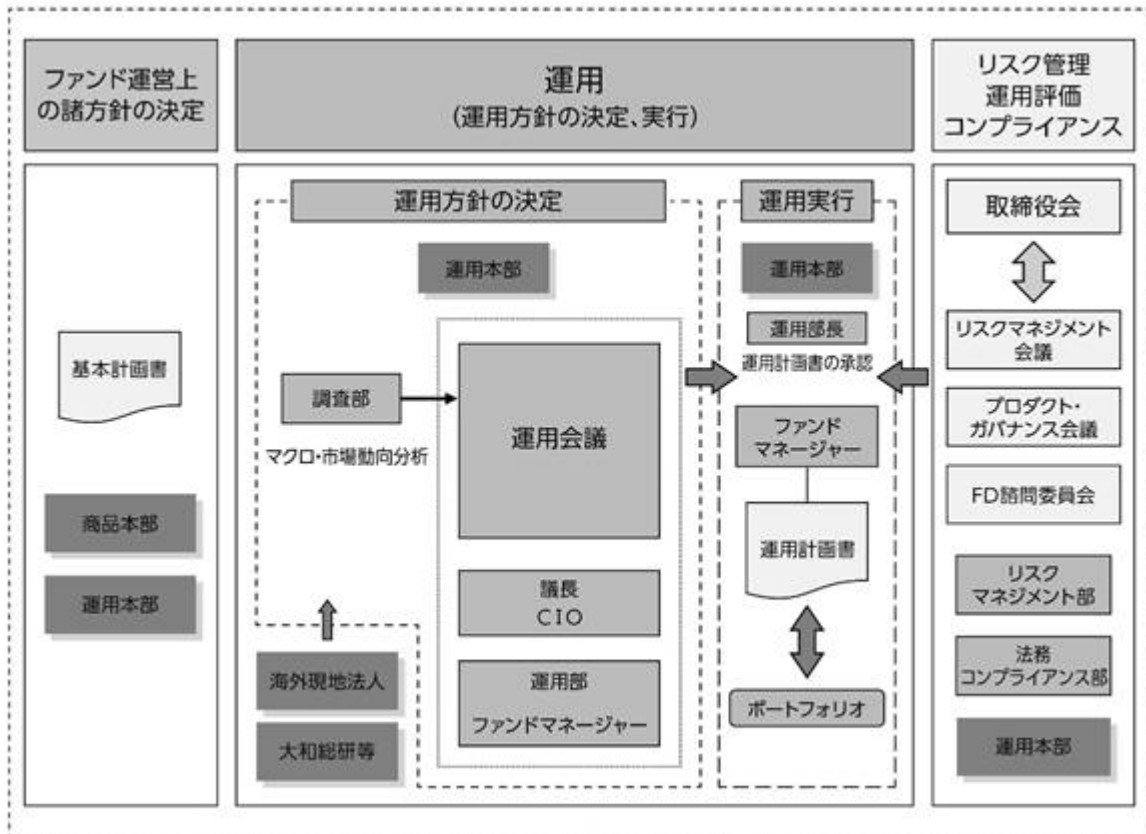 ファンド運営上
の諸方針の決定
基本計画書
商品本部
運用本部
運用
(運用方針の決定、実行)
運用方針の決定
運用本部
調査部
マクロ・市場動向分析
運用会議
議長
CIO
運用部
ファンドマネージャー
海外現地法人
大和総研等
運用実行
運用本部
運用部長
運用計画書の承認
ファンド
マネージャー
運用計画書
ポートフォリオ
リスク管理
運用評価
コンプライアンス
取締役会
リスクマネジメント
会議
プロダクト・
ガバナンス会議
FD諮問委員会
リスク
マネジメント部
法務
コンプライアンス部
運用本部